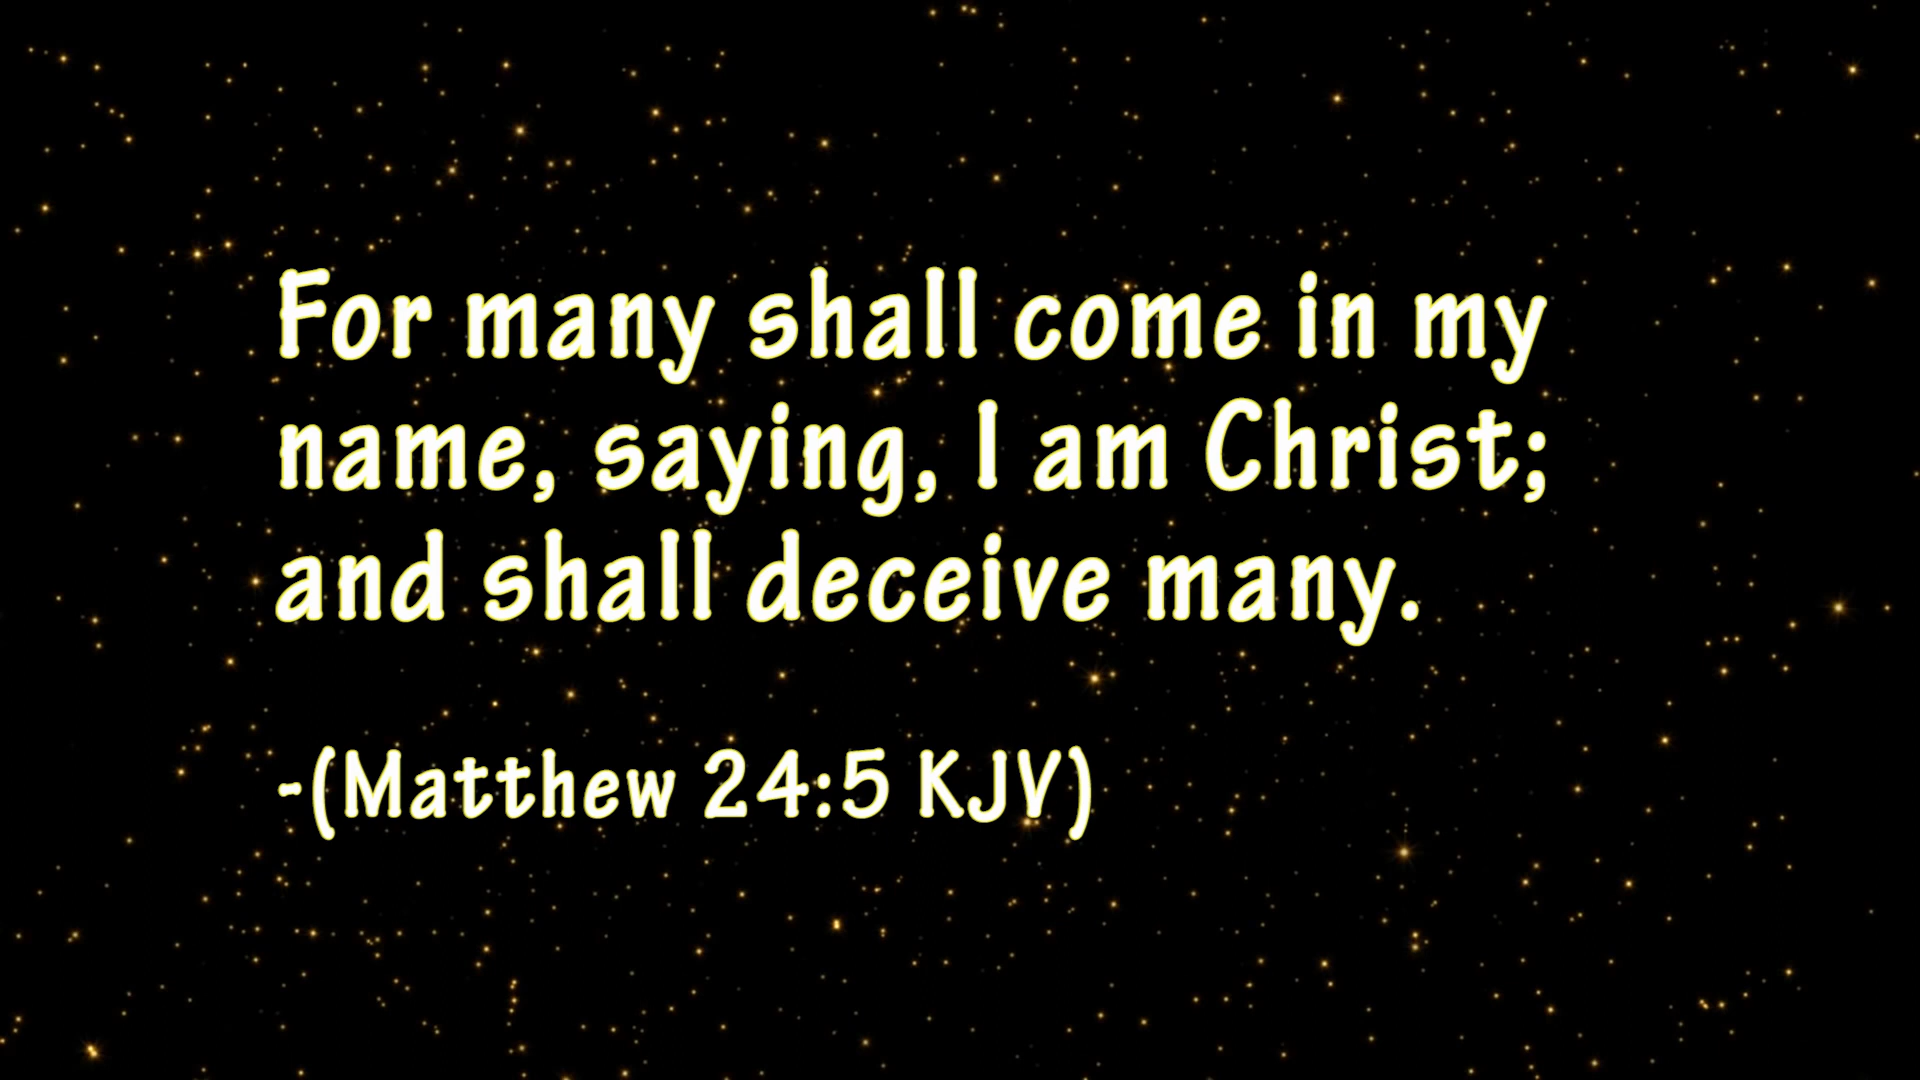 For many shall come in my
name, saying, I am Christ;
and shall deceive many.
-(Matthew 24:5 KJV)